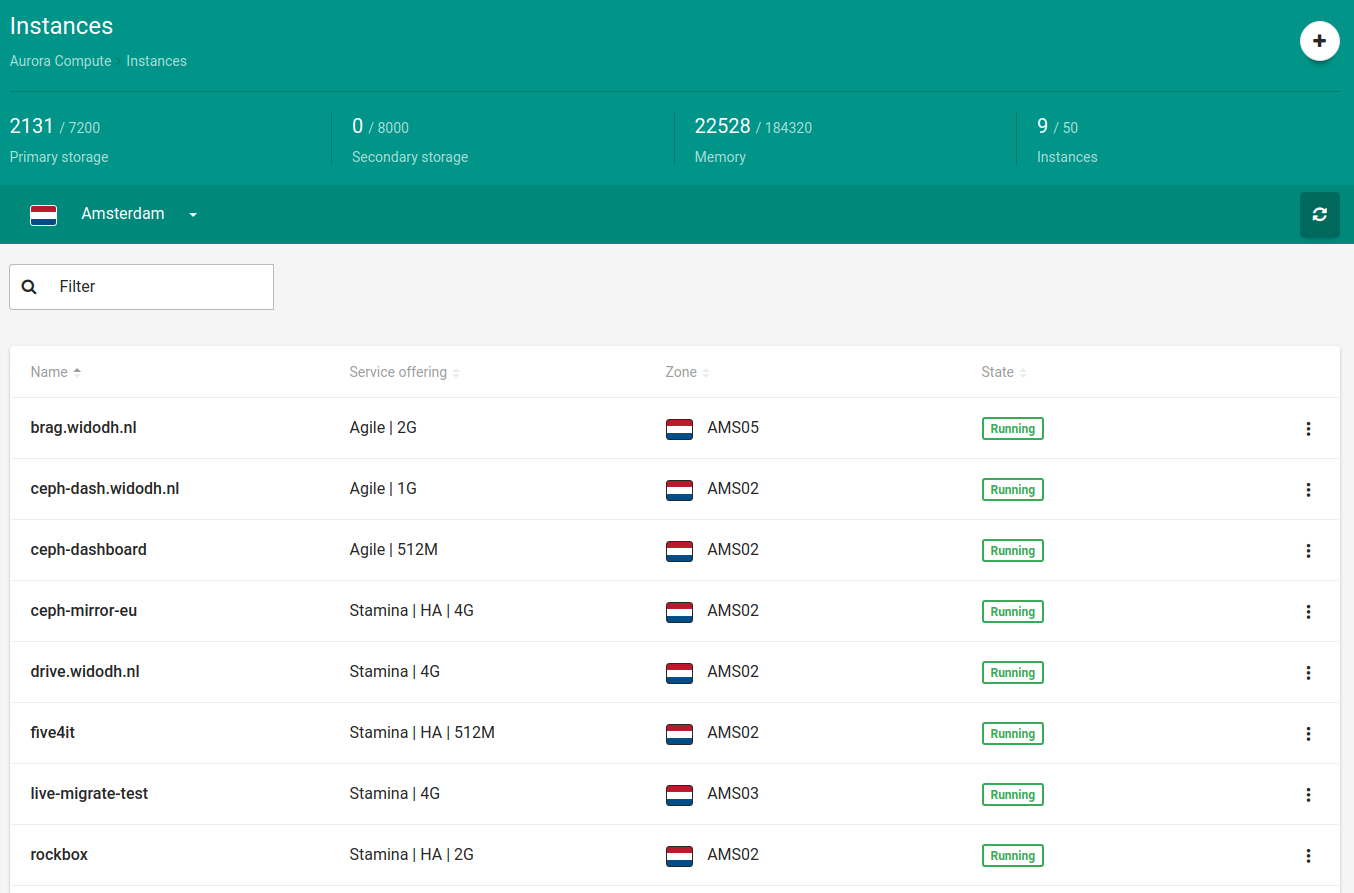 Instances
Aurora Compute › Instances
2131 / 7200
Primary storage
0 / 8000
Secondary storage
22528 / 184320
Memory
9 / 50
Instances
Amsterdam
Filter
Name Service offering Zone State
brag.widodh.nl Agile | 2G AMS05 Running
ceph-dash.widodh.nl Agile | 1G AMS02 Running
ceph-dashboard Agile | 512M AMS02 Running
ceph-mirror-eu Stamina | HA | 4G AMS02 Running
drive.widodh.nl Stamina | 4G AMS02 Running
five4it Stamina | HA | 512M AMS02 Running
live-migrate-test Stamina | 4G AMS03 Running
rockbox Stamina | HA | 2G AMS02 Running